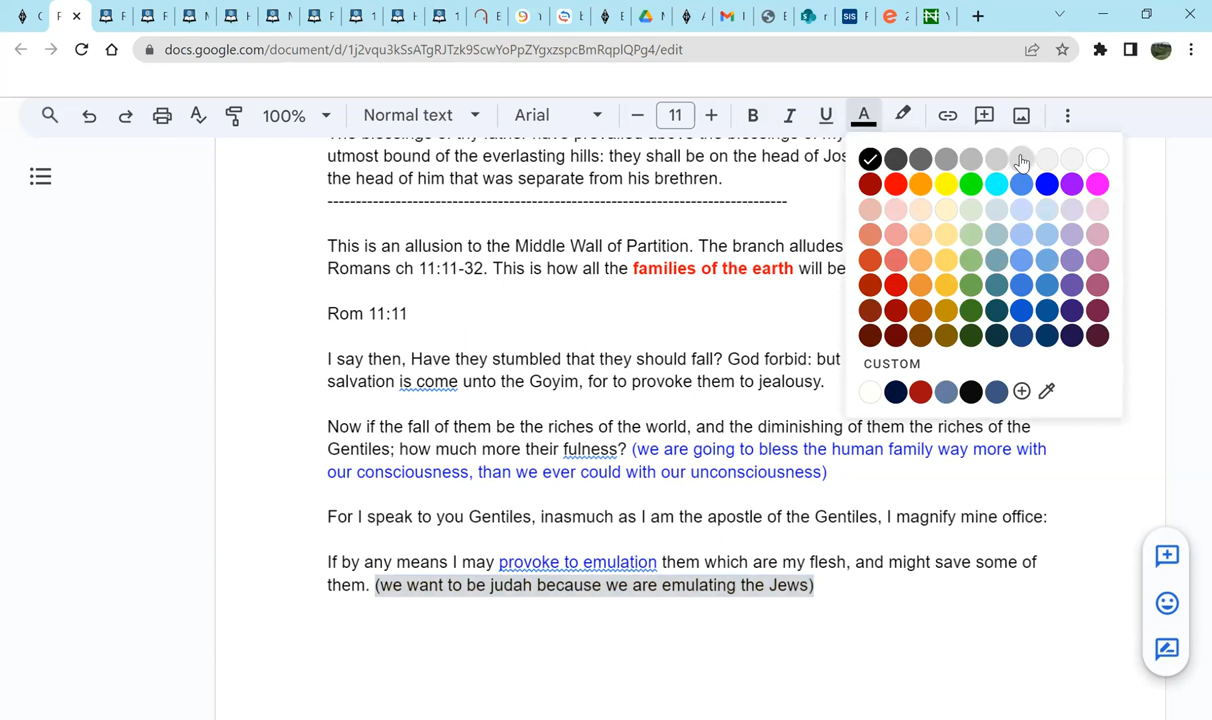 docs.google.com/document/d/1j2vqu3kSsATgRJTzk9ScwYoPpZYgxzspcBmRqplQPg4/edit
100% Normal text Arial 11 B I U A
utmost bound of the everlasting hills: they shall be on the head of Jos
the head of him that was separate from his brethren.
This is an allusion to the Middle Wall of Partition. The branch alludes
Romans ch 11:11-32. This is how all the families of the earth will be
Rom 11:11
I say then, Have they stumbled that they should fall? God forbid: but
salvation is come unto the Goyim, for to provoke them to jealousy.
CUSTOM
Now if the fall of them be the riches of the world, and the diminishing of them the riches of the
Gentiles; how much more their fulness? (we are going to bless the human family way more with
our consciousness, than we ever could with our unconsciousness)
For I speak to you Gentiles, inasmuch as I am the apostle of the Gentiles, I magnify mine office:
If by any means I may provoke to emulation them which are my flesh, and might save some of
them. (we want to be judah because we are emulating the Jews)